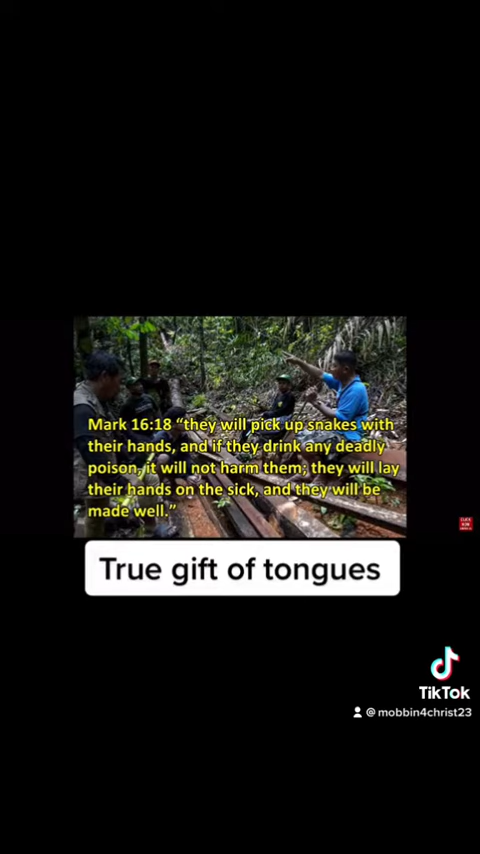 Mark 16:18 “they will pick up snakes with
their hands, and if they drink any deadly
poison, it will not harm them; they will lay
their hands on the sick, and they will be
made well.”
True gift of tongues
TikTok
@mobbin4christ23